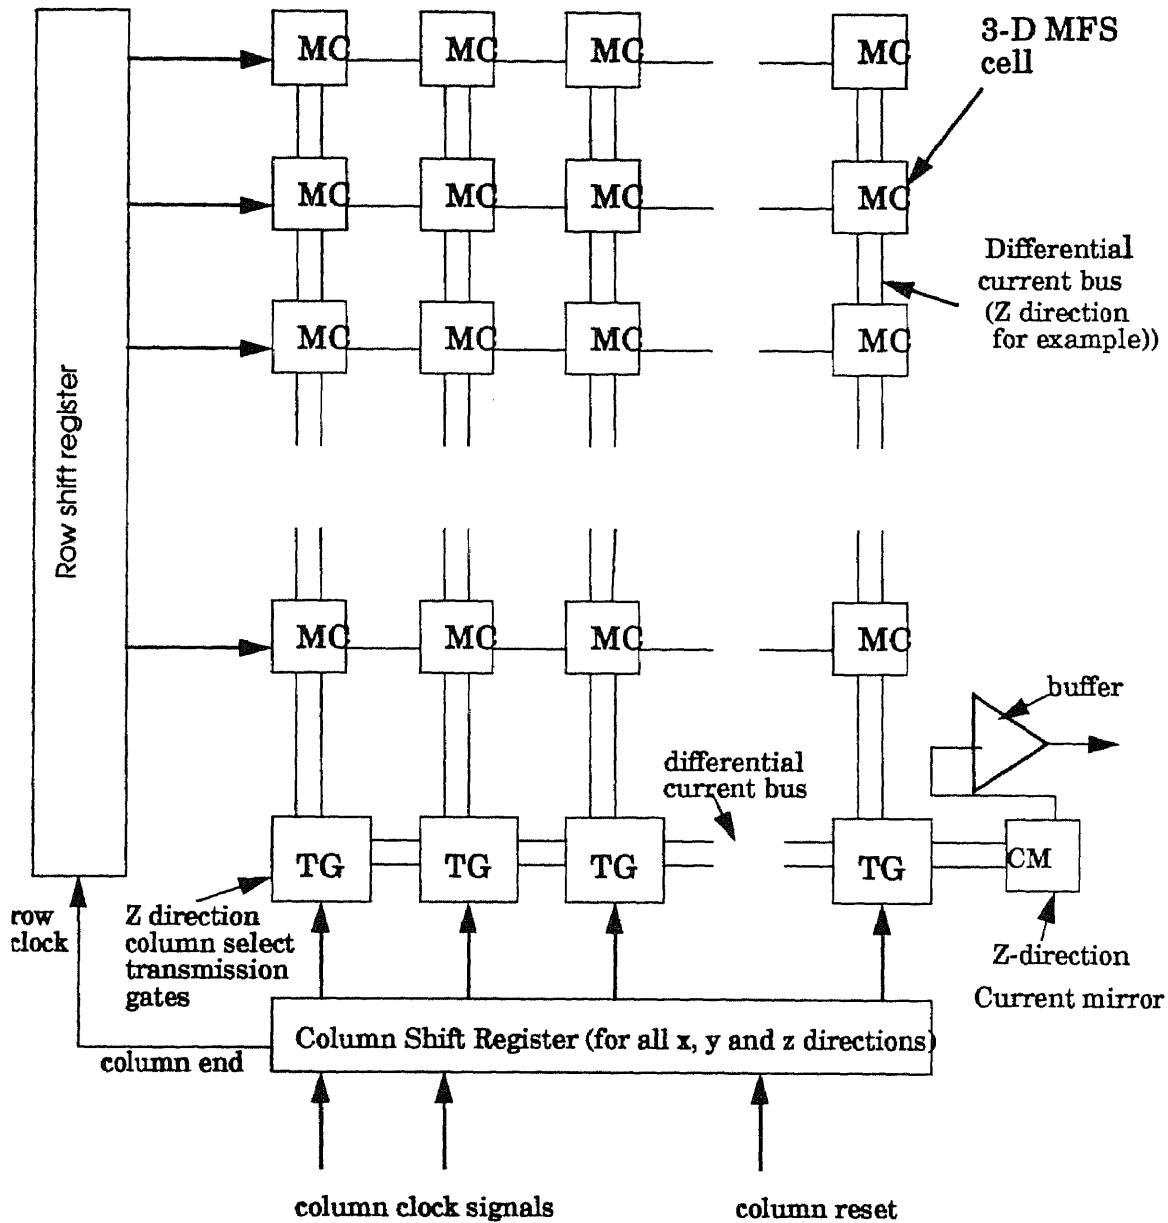 MC MC MC MC
3-D MFS
cell
MC MC MC MC
Differential
current bus
(Z direction
for example))
MC MC MC MC
Row shift register
MC MC MC MC
buffer
differential
current bus
TG TG TG TG CM
row
clock
Z direction
column select
transmission
gates
Z-direction
Current mirror
Column Shift Register (for all x, y and z directions)
column end
column clock signals
column reset